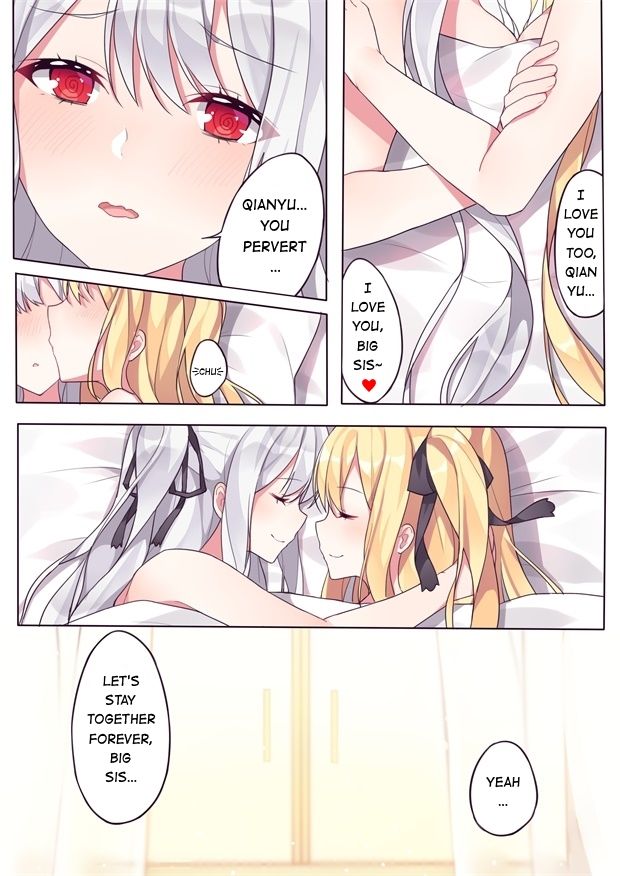 QIANYU...
YOU
PERVERT
...
I
LOVE
YOU
TOO,
QIAN
YU...
I
LOVE
YOU,
BIG
SIS~
♥
CHU
LET'S
STAY
TOGETHER
FOREVER,
BIG
SIS...
YEAH
...